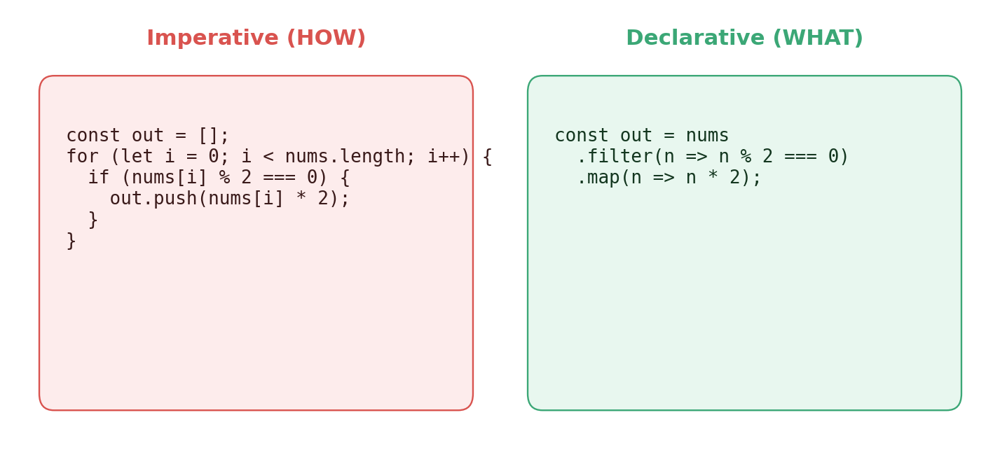 Imperative (HOW)
const out = [];
for (let i = 0; i < nums.length; i++) {
  if (nums[i] % 2 === 0) {
    out.push(nums[i] * 2);
  }
}
Declarative (WHAT)
const out = nums
  .filter(n => n % 2 === 0)
  .map(n => n * 2);